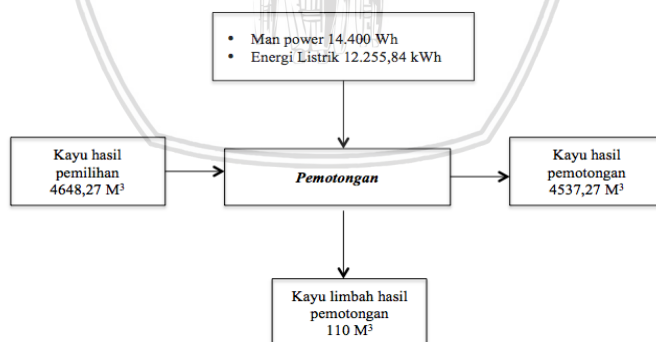 • Man power 14.400 Wh
• Energi Listrik 12.255,84 kWh
Kayu hasil
pemilihan
4648,27 M³
Pemotongan
Kayu hasil
pemotongan
4537,27 M³
Kayu limbah hasil
pemotongan
110 M³